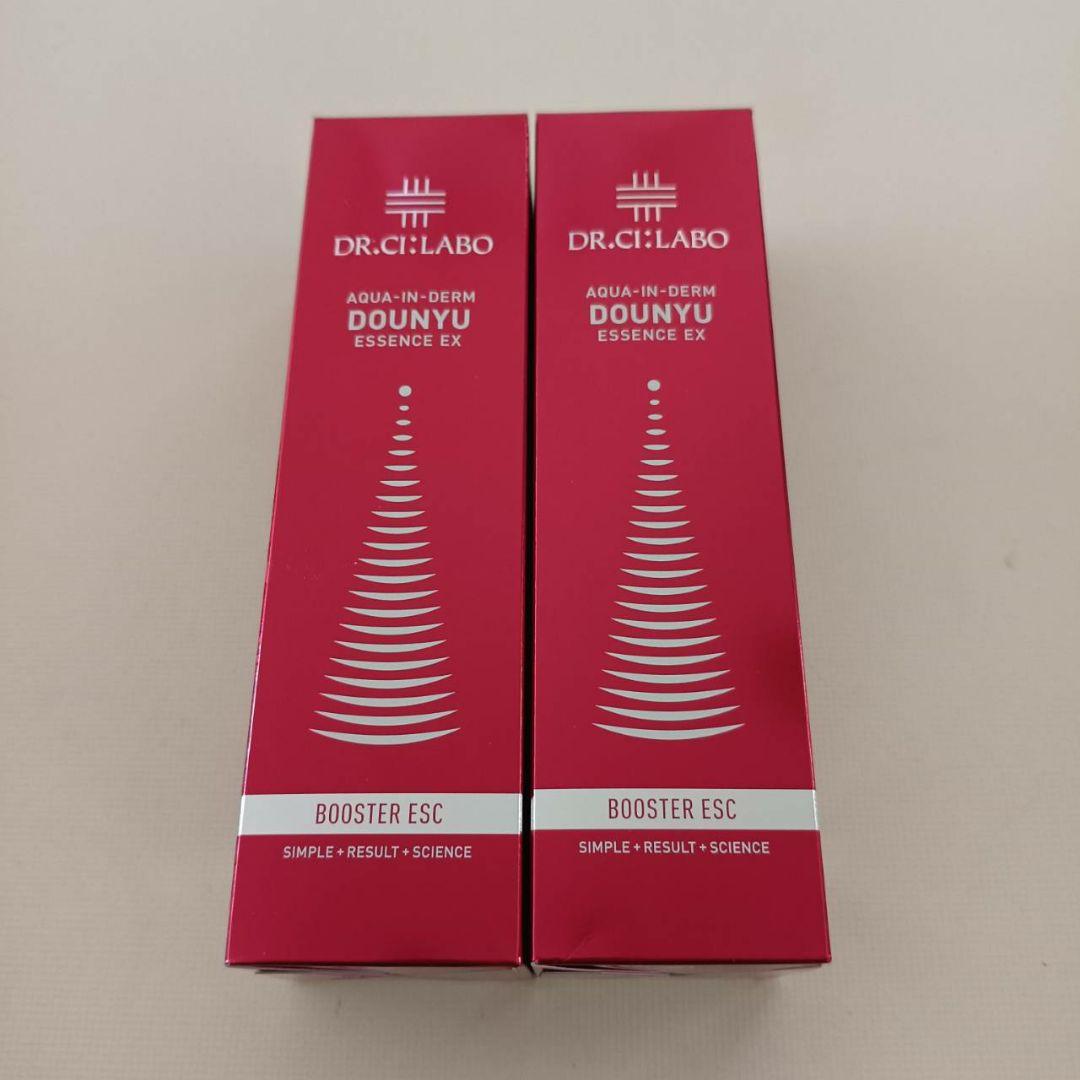 DR.CI:LABO
AQUA-IN-DERM
DOUNYU
ESSENCE EX
BOOSTER ESC
SIMPLE+RESULT+SCIENCE
DR.CI:LABO
AQUA-IN-DERM
DOUNYU
ESSENCE EX
BOOSTER ESC
SIMPLE+RESULT+SCIENCE